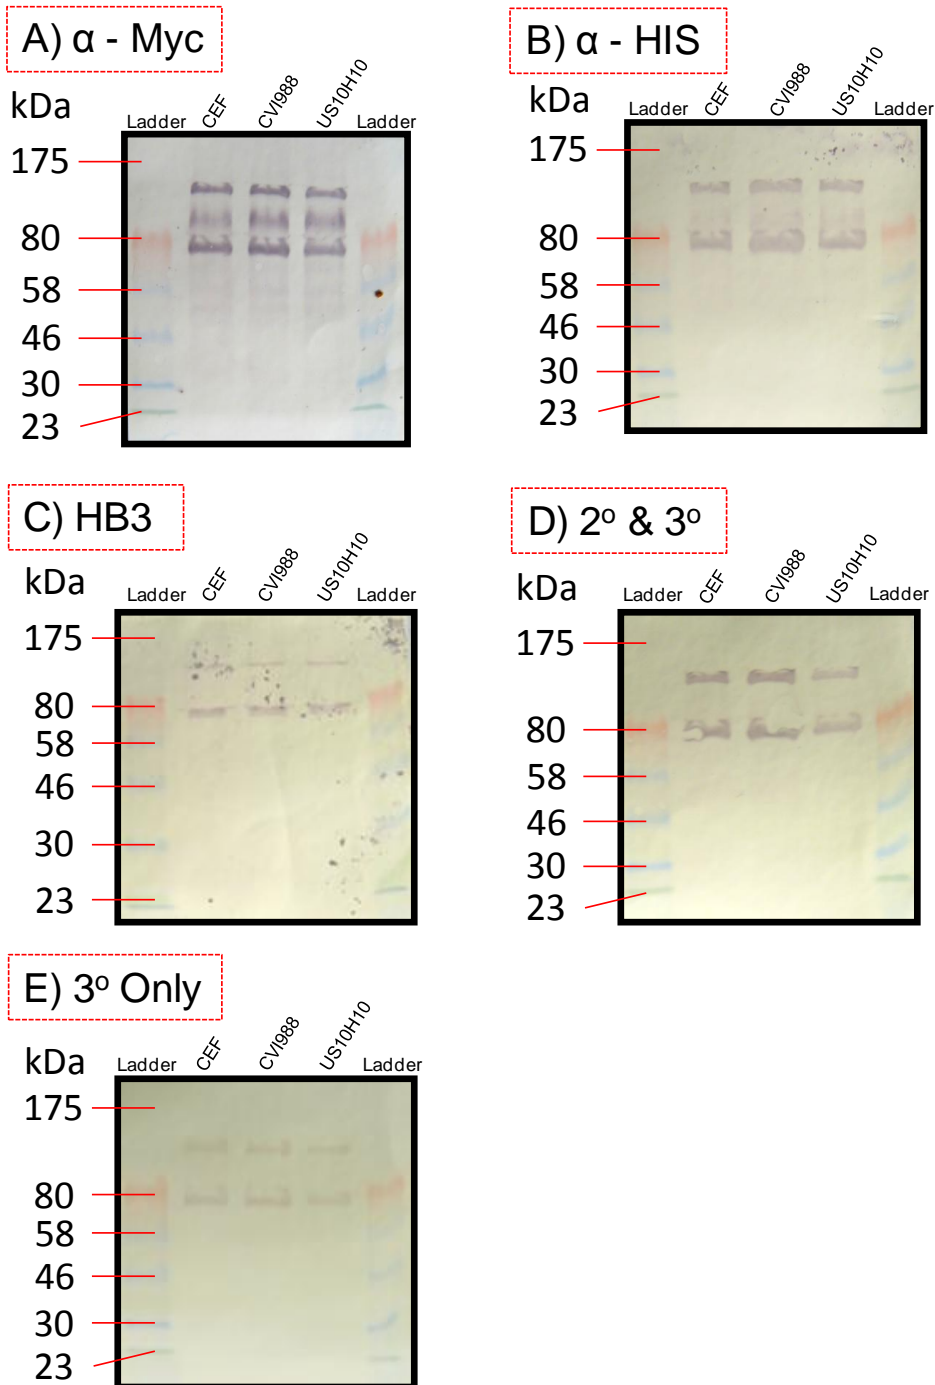 A) α - Myc
kDa
Ladder CEF CVI988 US10H10 Ladder
175
80
58
46
30
23
B) α - HIS
kDa
Ladder CEF CVI988 US10H10 Ladder
175
80
58
46
30
23
C) HB3
kDa
Ladder CEF CVI988 US10H10 Ladder
175
80
58
46
30
23
D) 2º & 3º
kDa
Ladder CEF CVI988 US10H10 Ladder
175
80
58
46
30
23
E) 3º Only
kDa
Ladder CEF CVI988 US10H10 Ladder
175
80
58
46
30
23